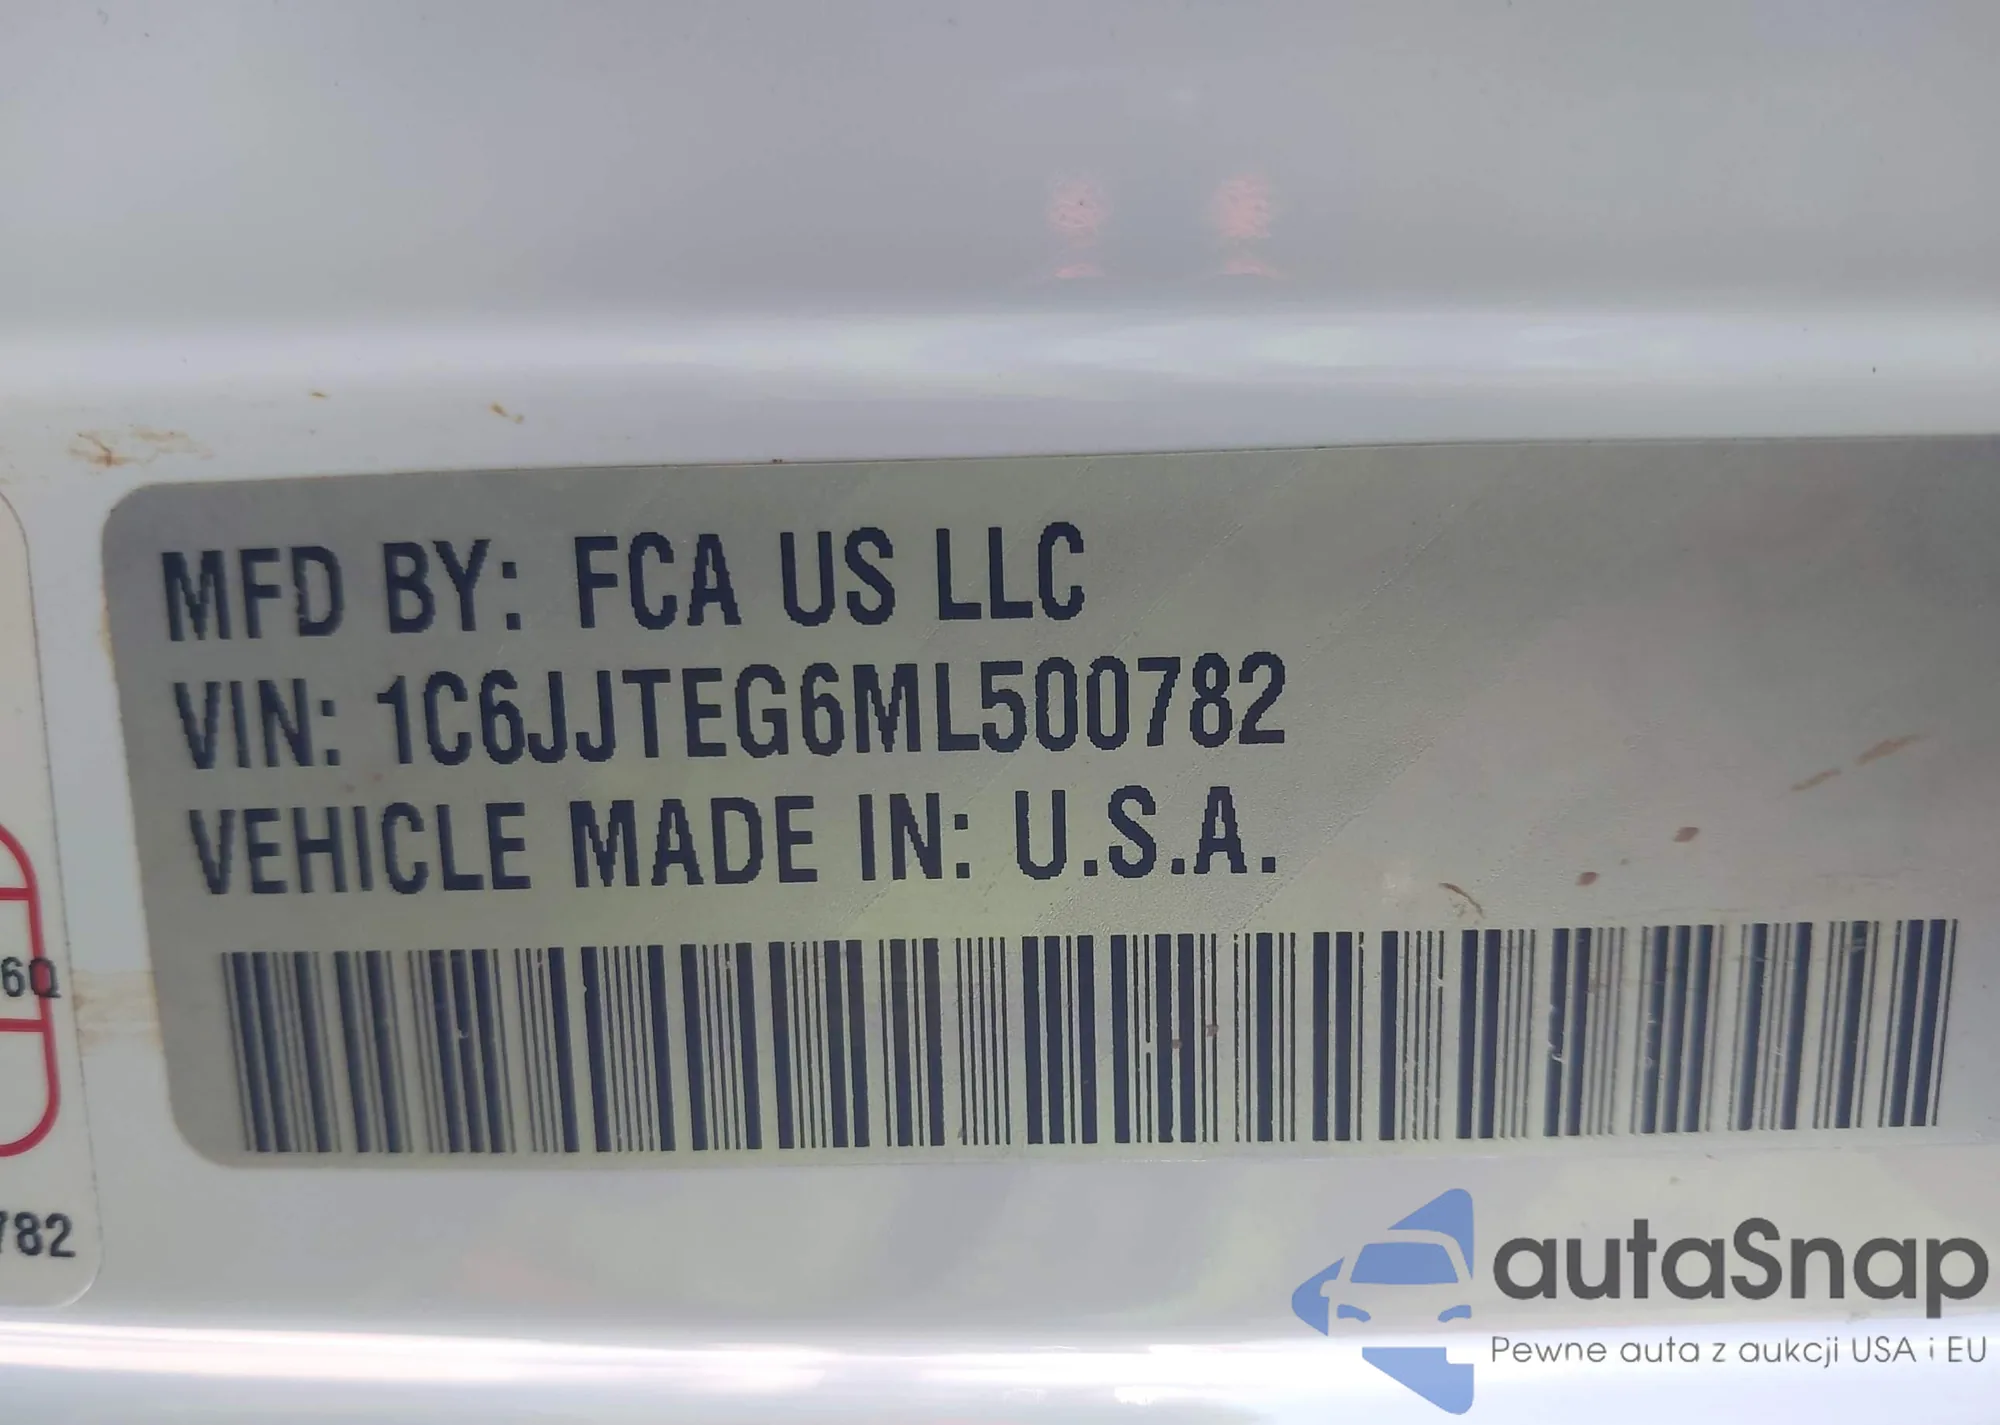 MFD BY: FCA US LLC
VIN: 1C6JJTEG6ML500782
VEHICLE MADE IN: U.S.A.
6Q
782
autaSnap
Pewne auta z aukcji USA i EU